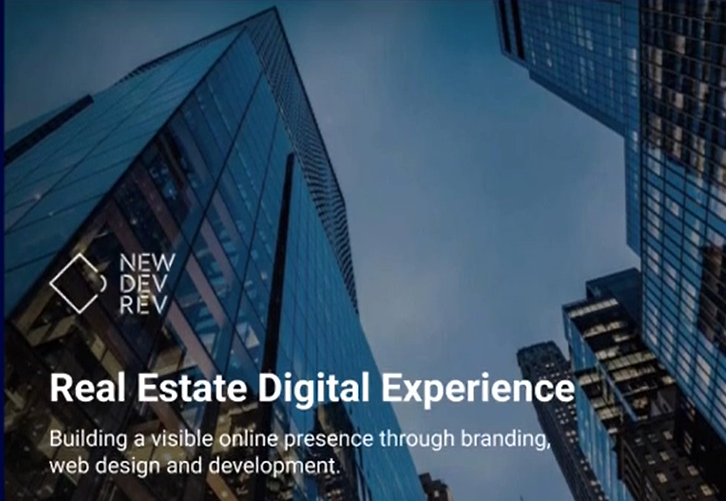 NEW
DEV
REV
Real Estate Digital Experience
Building a visible online presence through branding,
web design and development.